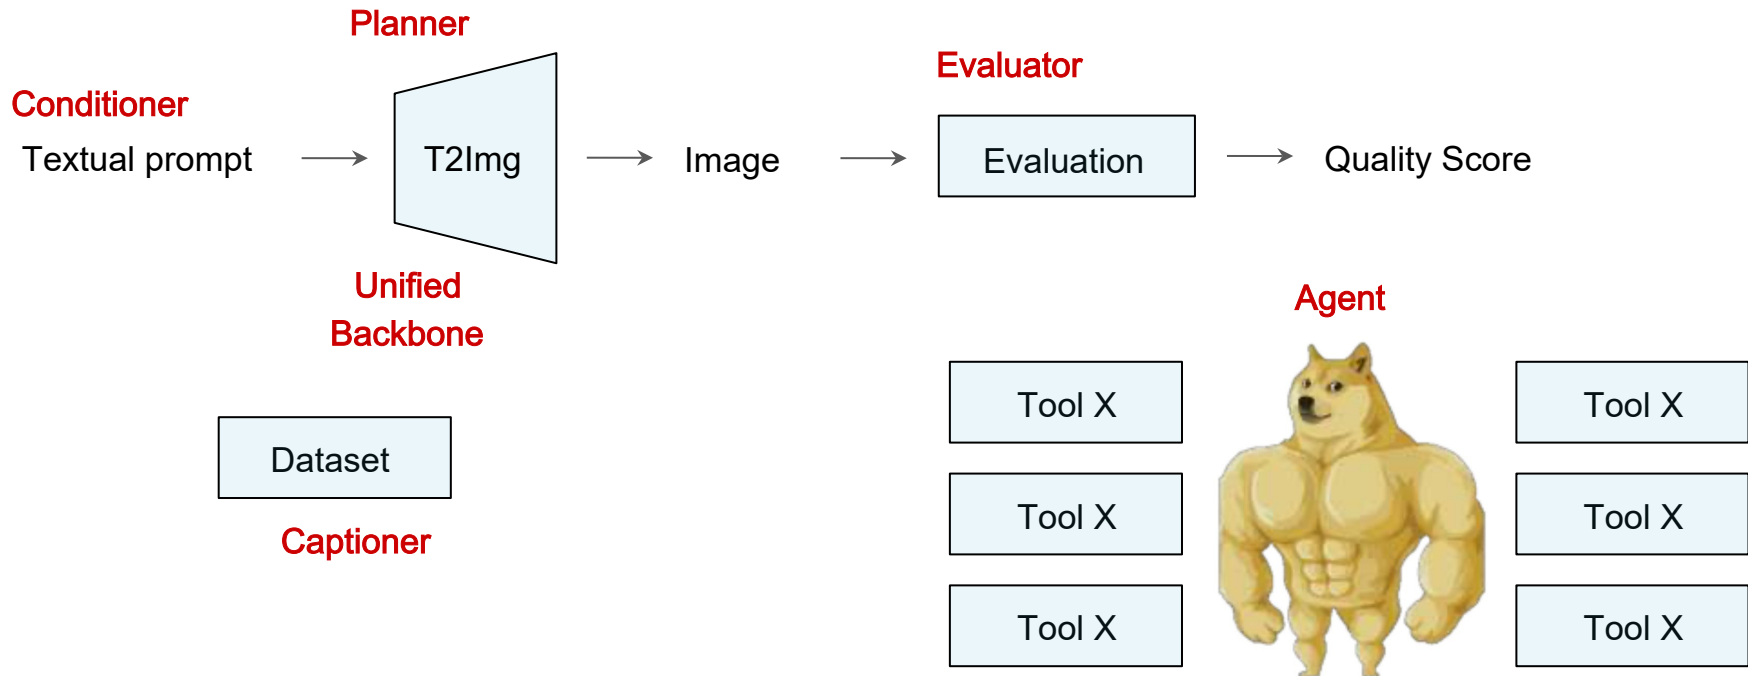 Planner
Conditioner
Evaluator
Textual prompt
T2Img
Image
Evaluation
Quality Score
Unified
Backbone
Agent
Dataset
Captioner
Tool X
Tool X
Tool X
Tool X
Tool X
Tool X